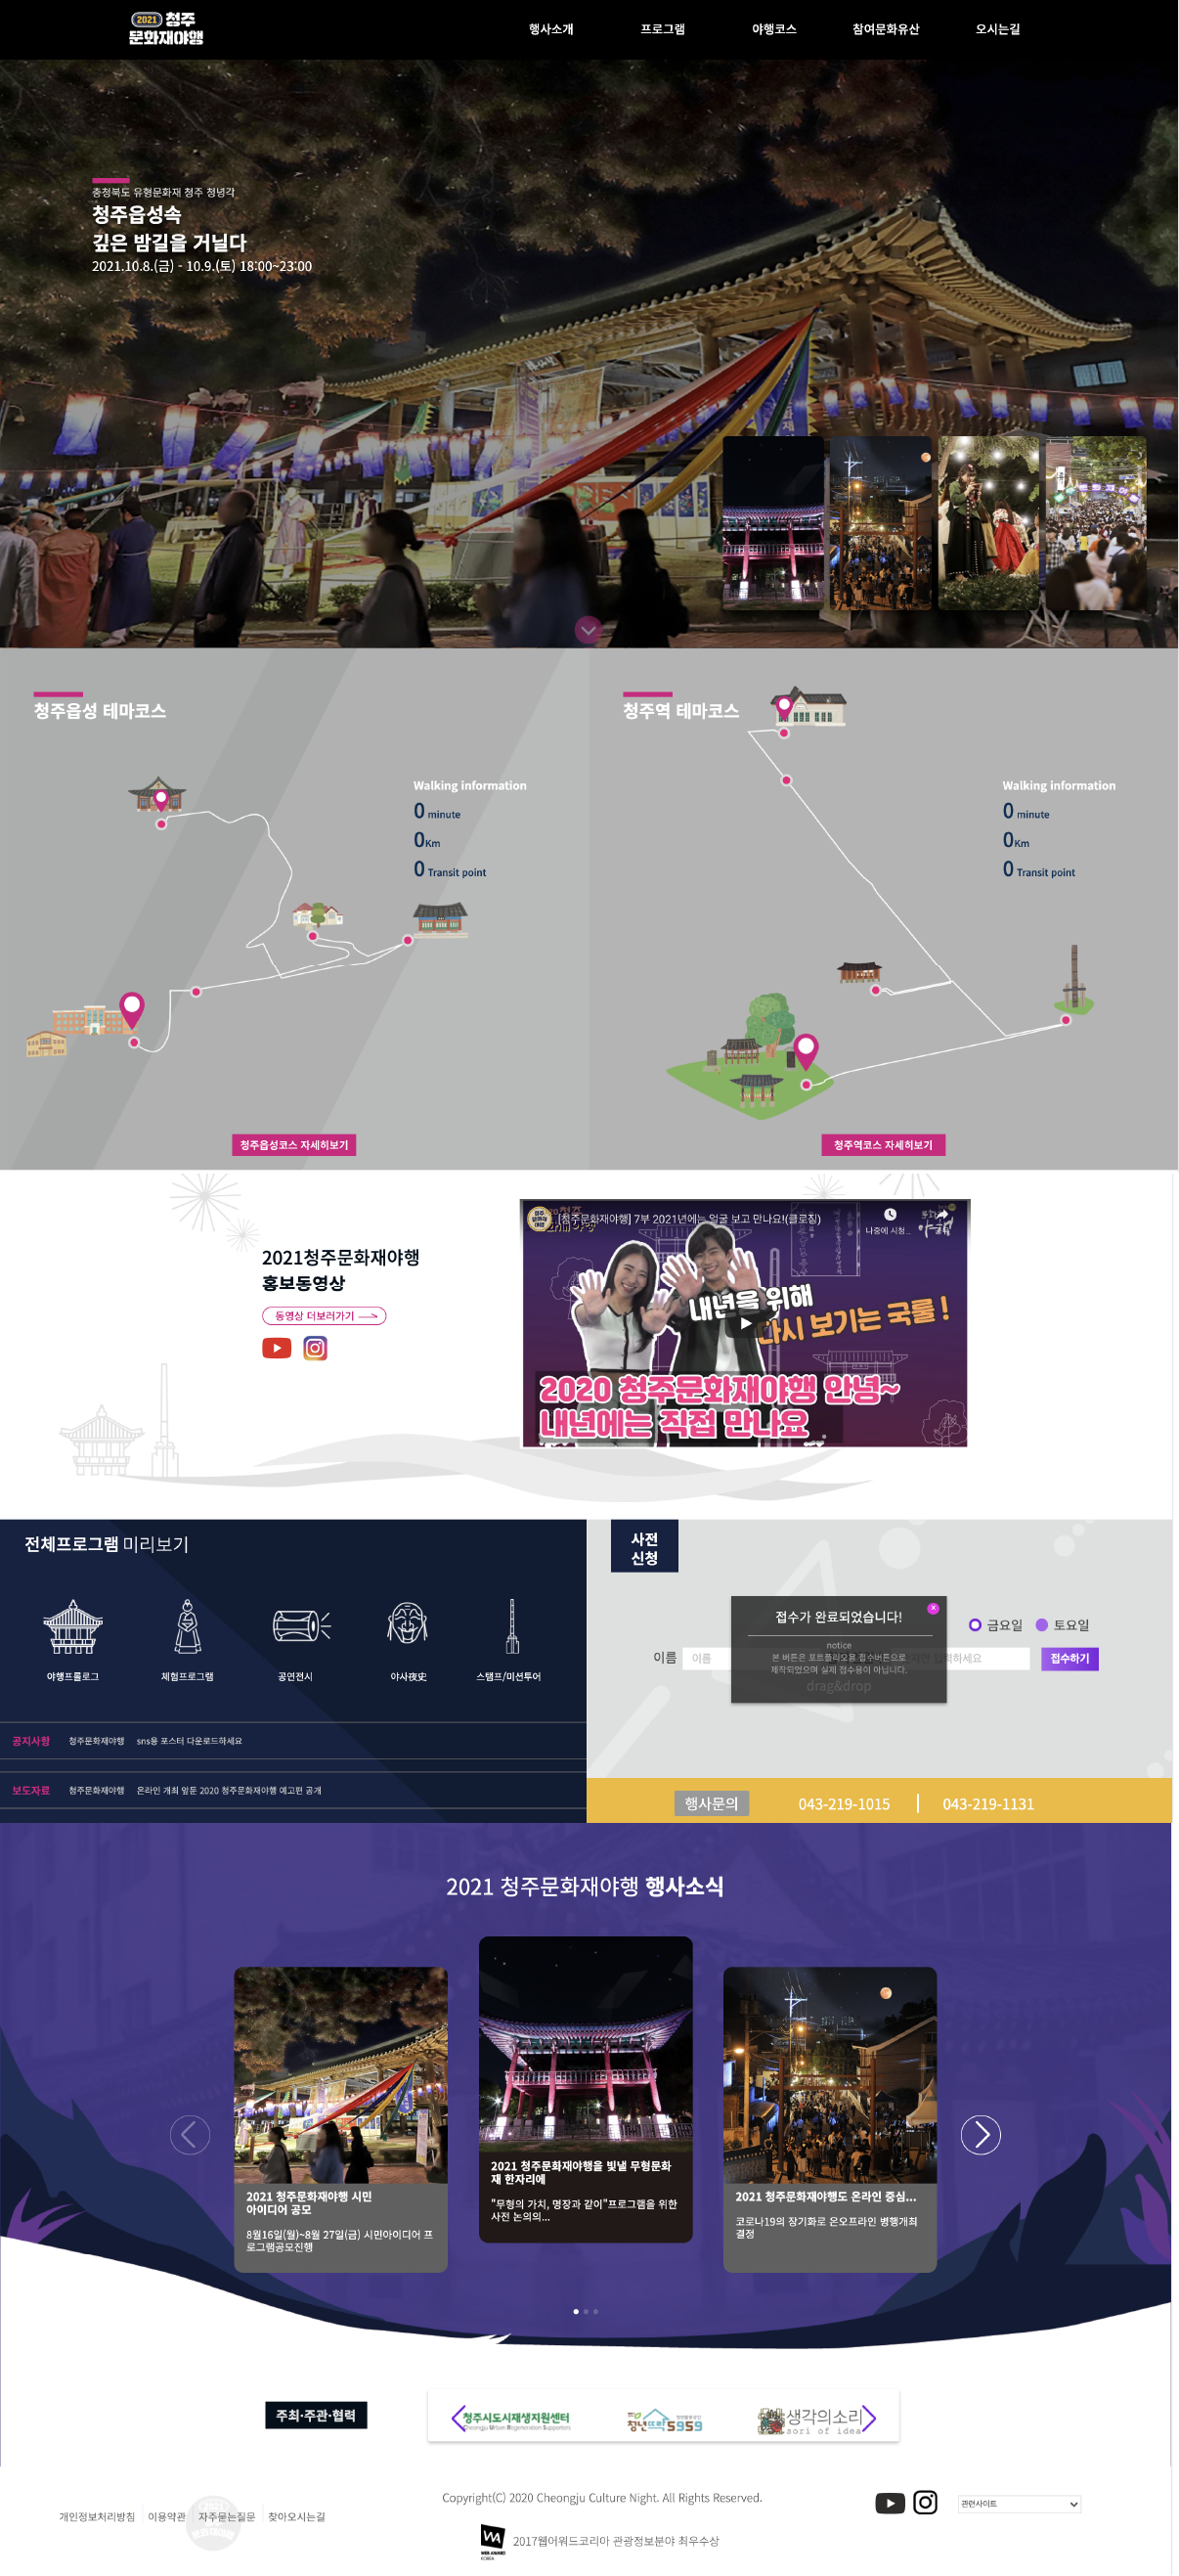 2021 청주
문화재야행
행사소개
프로그램
야행코스
참여문화유산
오시는길
충청북도 유형문화재 청주 청녕각
청주읍성속
깊은 밤길을 거닐다
2021.10.8.(금) - 10.9.(토) 18:00~23:00
청주읍성 테마코스
Walking information
0 minute
0Km
0 Transit point
청주읍성코스 자세히보기
청주역 테마코스
Walking information
0 minute
0Km
0 Transit point
청주역코스 자세히보기
2021청주문화재야행
홍보동영상
동영상 더보러가기
[청주문화재야행] 7부 2021년에는 얼굴 보고 만나요!(클로징)
나중에 시청...
내년을 위해
다시 보기는 국룰 !
2020 청주문화재야행 안녕~
내년에는 직접 만나요
전체프로그램 미리보기
야행프롤로그
체험프로그램
공연전시
야사夜史
스탬프/미션투어
공지사항 청주문화재야행 sns용 포스터 다운로드하세요
보도자료 청주문화재야행 온라인 개최 앞둔 2020 청주문화재야행 예고편 공개
사전
신청
금요일 토요일
이름 이름
입력하세요
접수하기
접수가 완료되었습니다!
x
notice
본 버튼은 포트폴리오용 접수버튼으로
제작되었으며 실제 접수용이 아닙니다.
drag&drop
행사문의 043-219-1015 043-219-1131
2021 청주문화재야행 행사소식
2021 청주문화재야행 시민
아이디어 공모
8월16일(월)~8월 27일(금) 시민아이디어 프
로그램공모진행
2021 청주문화재야행을 빛낼 무형문화
재 한자리에
"무형의 가치, 명장과 같이"프로그램을 위한
사전 논의의...
2021 청주문화재야행도 온라인 중심...
코로나19의 장기화로 온오프라인 병행개최
결정
주최·주관·협력
청주시도시재생지원센터
Cheongju Urban Regeneration Supporters
청년뜨락5959
생각의소리
sori of idea
개인정보처리방침
이용약관
자주묻는질문
찾아오시는길
문화재야행
Copyright(C) 2020 Cheongju Culture Night. All Rights Reserved.
WEB AWARD
KOREA
2017웹어워드코리아 관광정보분야 최우수상
관련사이트